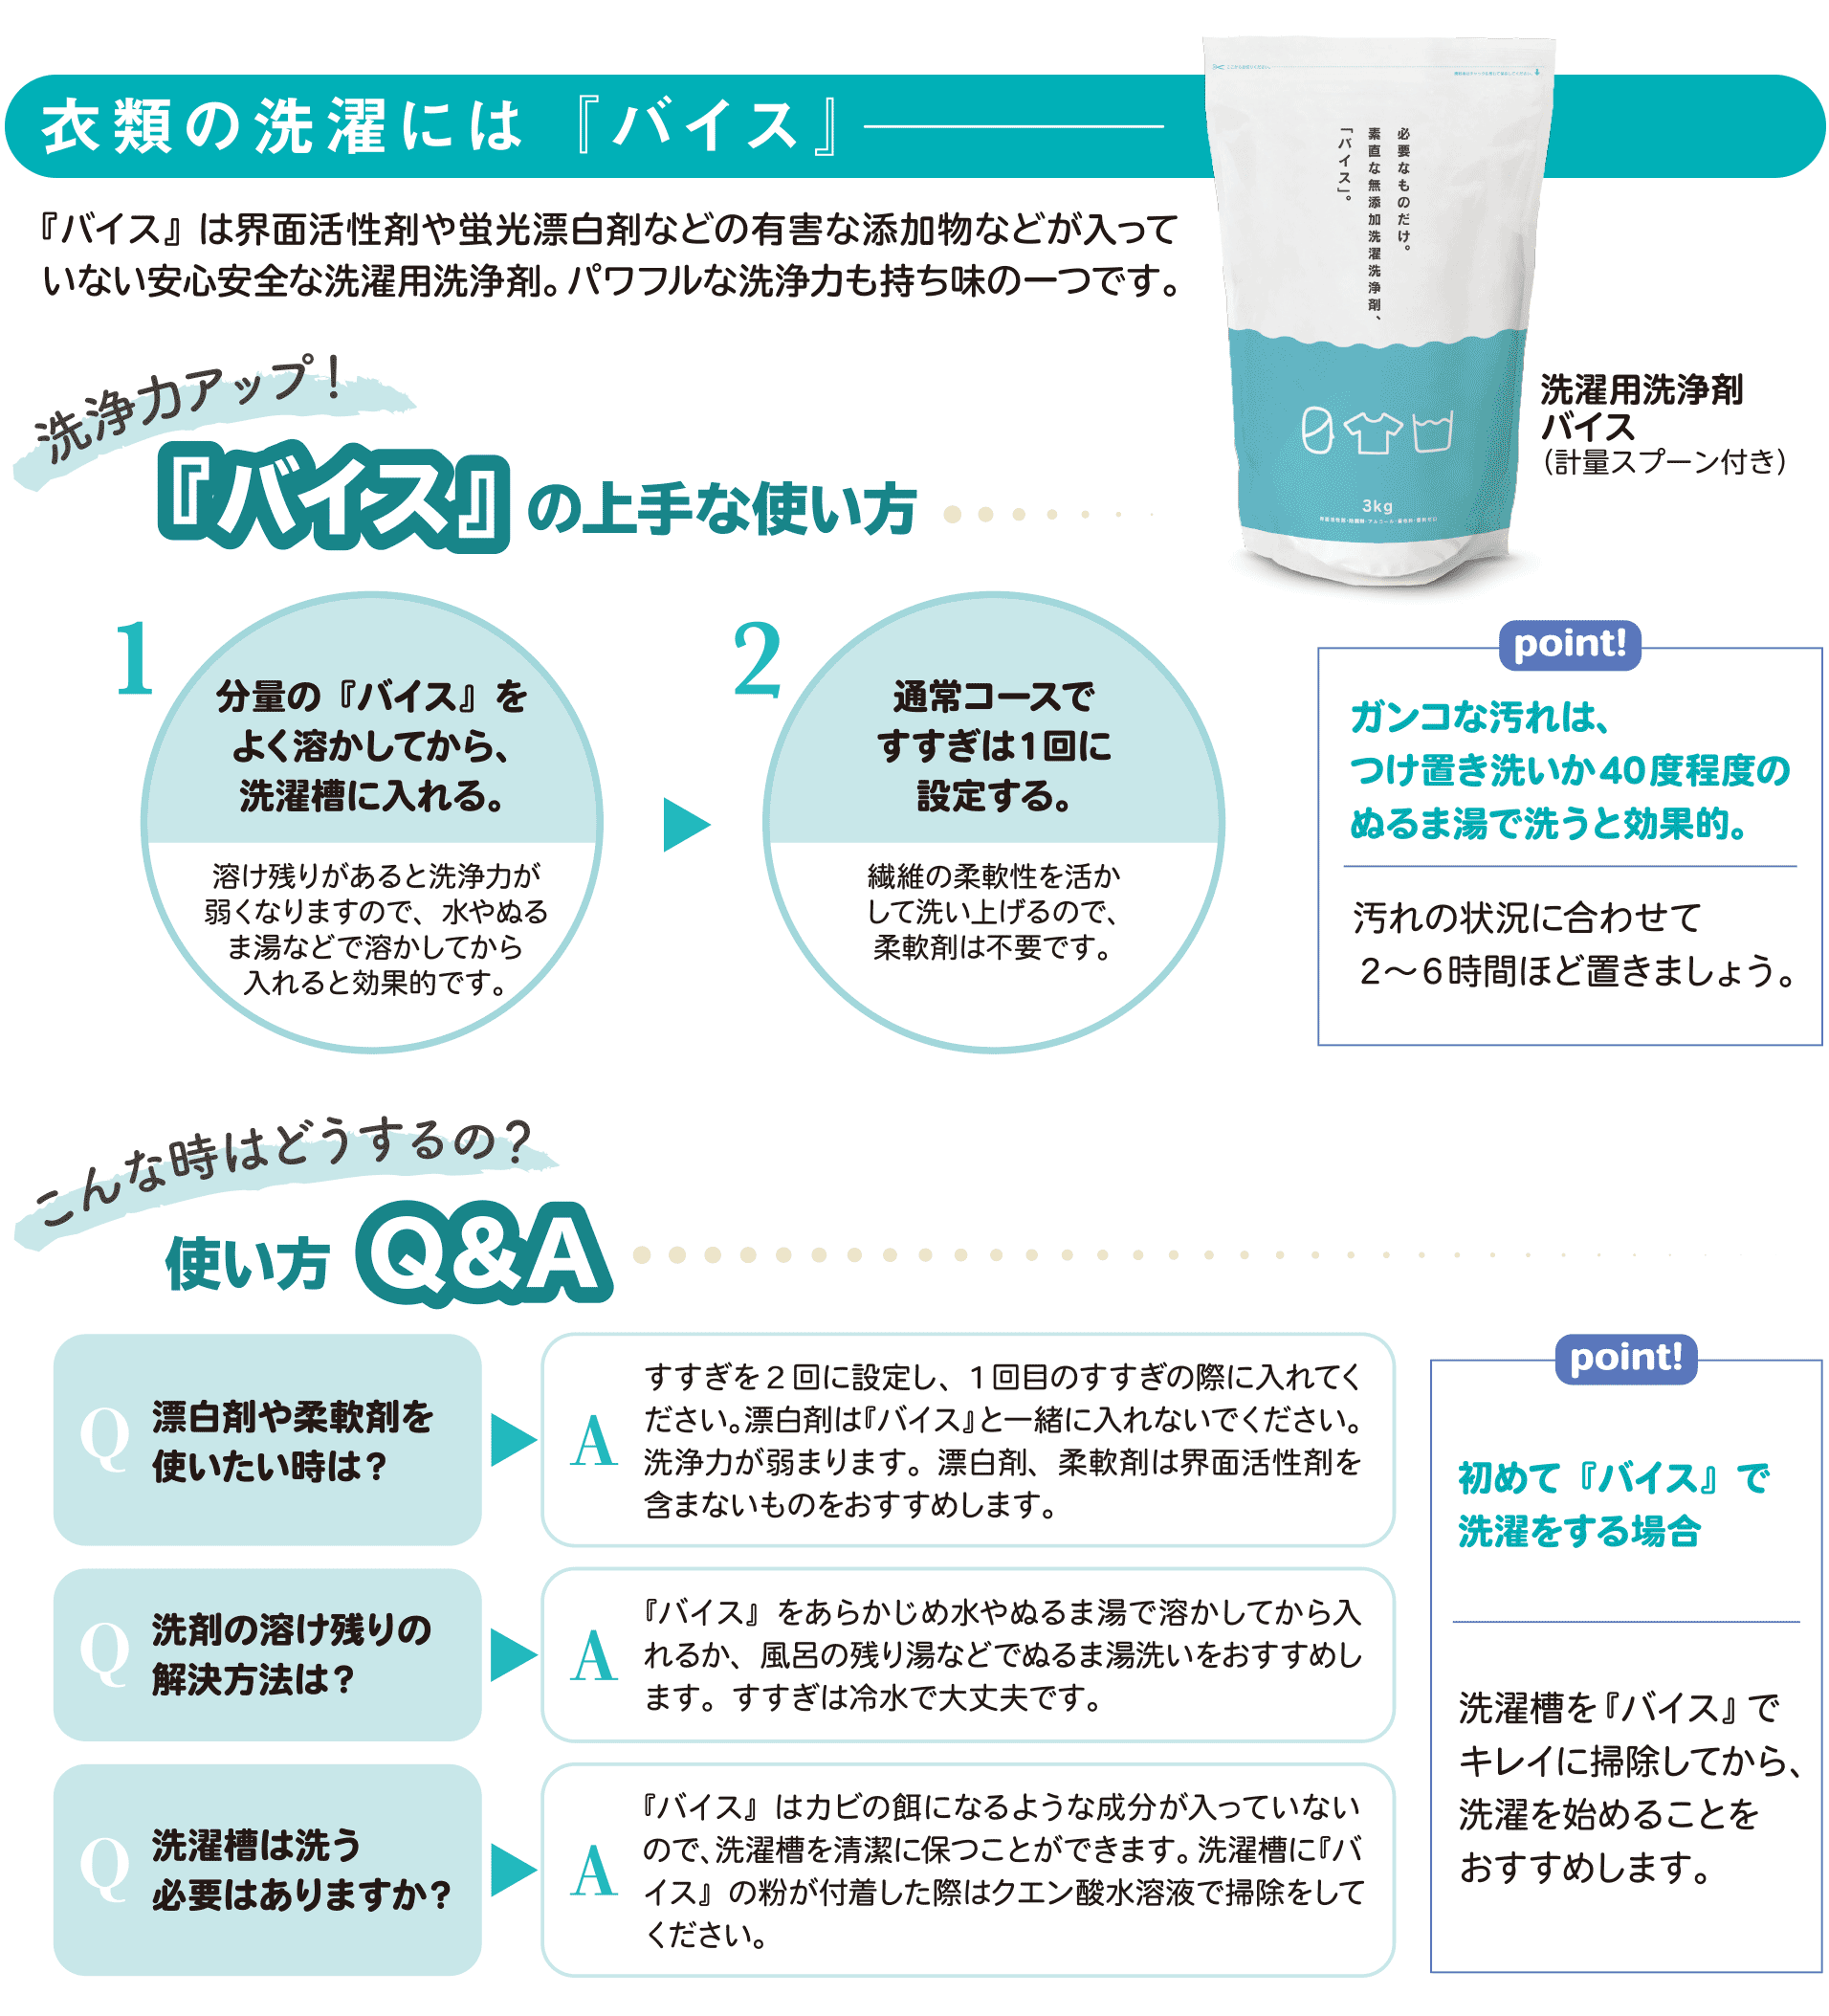 衣類の洗濯には『バイス』
『バイス』は界面活性剤や蛍光漂白剤などの有害な添加物などが入って
いない安心安全な洗濯用洗浄剤。パワフルな洗浄力も持ち味の一つです。
必要なものだけ。
素直な無添加洗濯洗浄剤、
「バイス」。
3kg
洗濯用洗浄剤
バイス
（計量スプーン付き）
洗浄力アップ！
『バイス』の上手な使い方
1
分量の『バイス』を
よく溶かしてから、
洗濯槽に入れる。
溶け残りがあると洗浄力が
弱くなりますので、水やぬる
ま湯などで溶かしてから
入れると効果的です。
2
通常コースで
すすぎは1回に
設定する。
繊維の柔軟性を活か
して洗い上げるので、
柔軟剤は不要です。
point!
ガンコな汚れは、
つけ置き洗いか40度程度の
ぬるま湯で洗うと効果的。
汚れの状況に合わせて
2〜6時間ほど置きましょう。
こんな時はどうするの？
使い方 Q&A
Q
漂白剤や柔軟剤を
使いたい時は？
A
すすぎを2回に設定し、1回目のすすぎの際に入れてく
ださい。漂白剤は『バイス』と一緒に入れないでください。
洗浄力が弱まります。漂白剤、柔軟剤は界面活性剤を
含まないものをおすすめします。
Q
洗剤の溶け残りの
解決方法は？
A
『バイス』をあらかじめ水やぬるま湯で溶かしてから入
れるか、風呂の残り湯などでぬるま湯洗いをおすすめし
ます。すすぎは冷水で大丈夫です。
Q
洗濯槽は洗う
必要はありますか？
A
『バイス』はカビの餌になるような成分が入っていない
ので、洗濯槽を清潔に保つことができます。洗濯槽に『バ
イス』の粉が付着した際はクエン酸水溶液で掃除をして
ください。
point!
初めて『バイス』で
洗濯をする場合
洗濯槽を『バイス』で
キレイに掃除してから、
洗濯を始めることを
おすすめします。